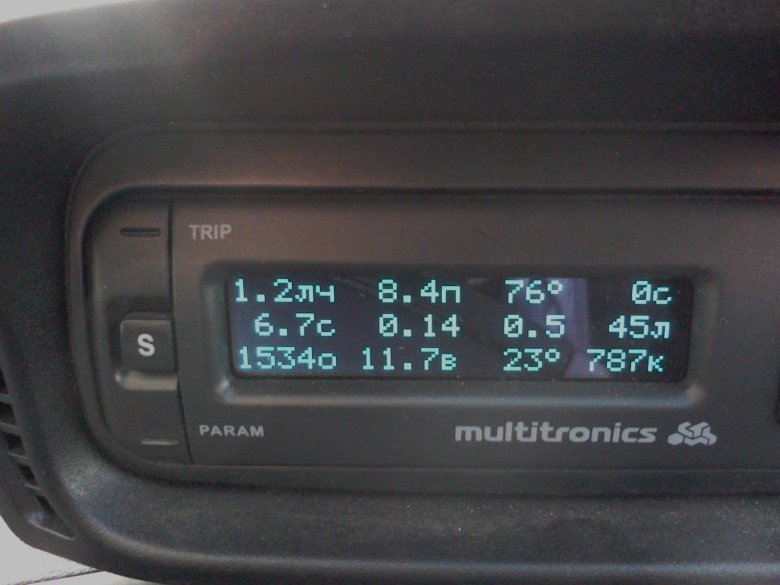 TRIP
1.2лч 8.4п 76° 0с
6.7с 0.14 0.5 45л
S
1534о 11.7в 23° 787к
PARAM
multitronics